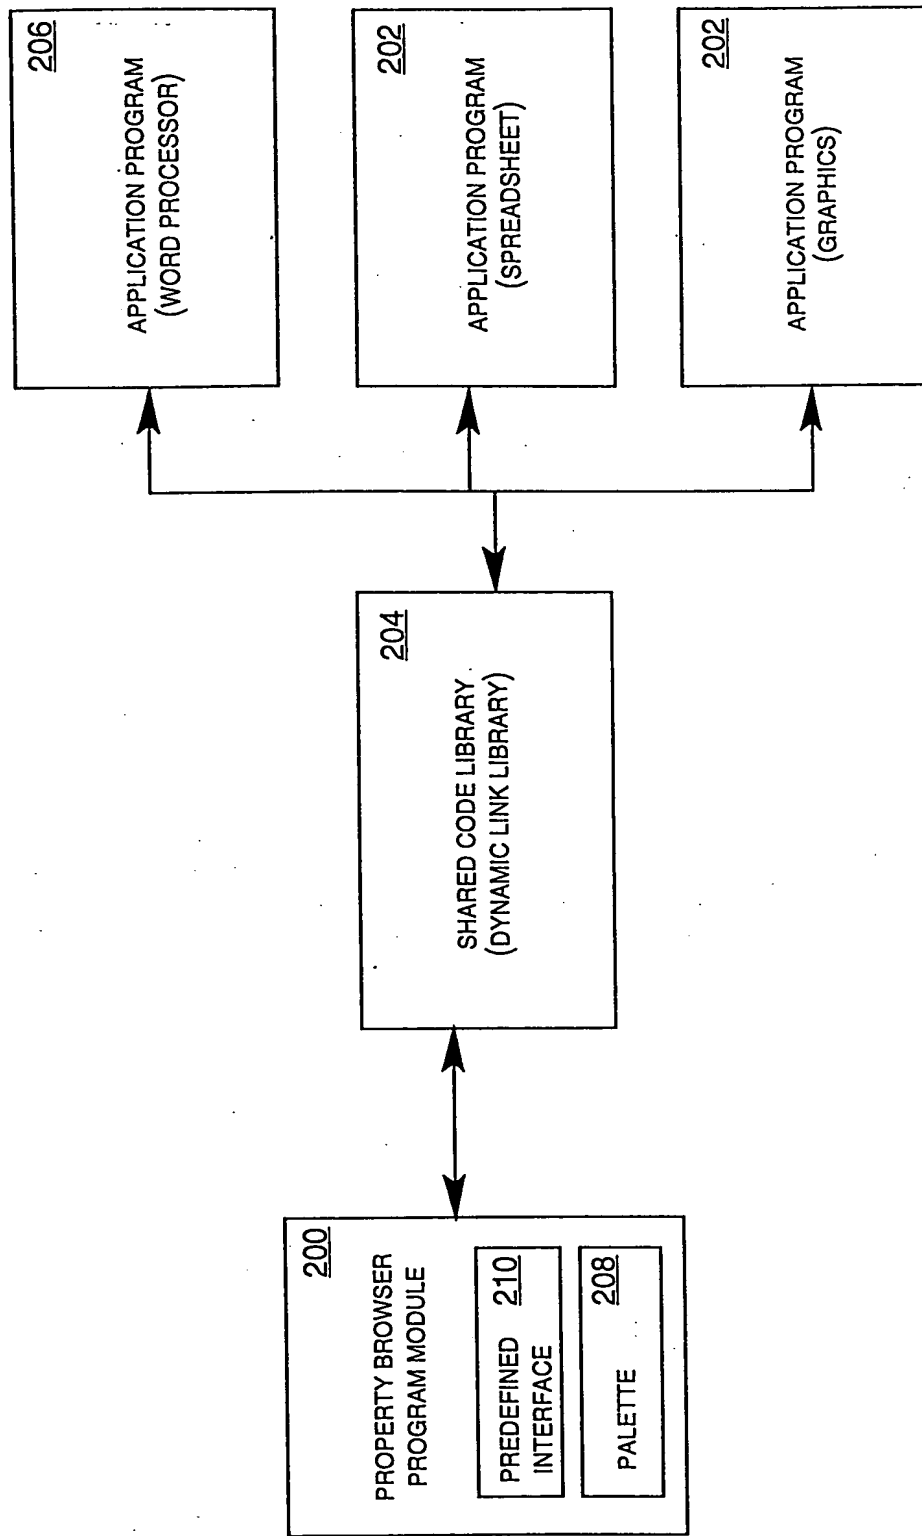 200
PROPERTY BROWSER
PROGRAM MODULE
PREDEFINED
INTERFACE
210
PALETTE
208
204
SHARED CODE LIBRARY
(DYNAMIC LINK LIBRARY)
206
APPLICATION PROGRAM
(WORD PROCESSOR)
202
APPLICATION PROGRAM
(SPREADSHEET)
202
APPLICATION PROGRAM
(GRAPHICS)